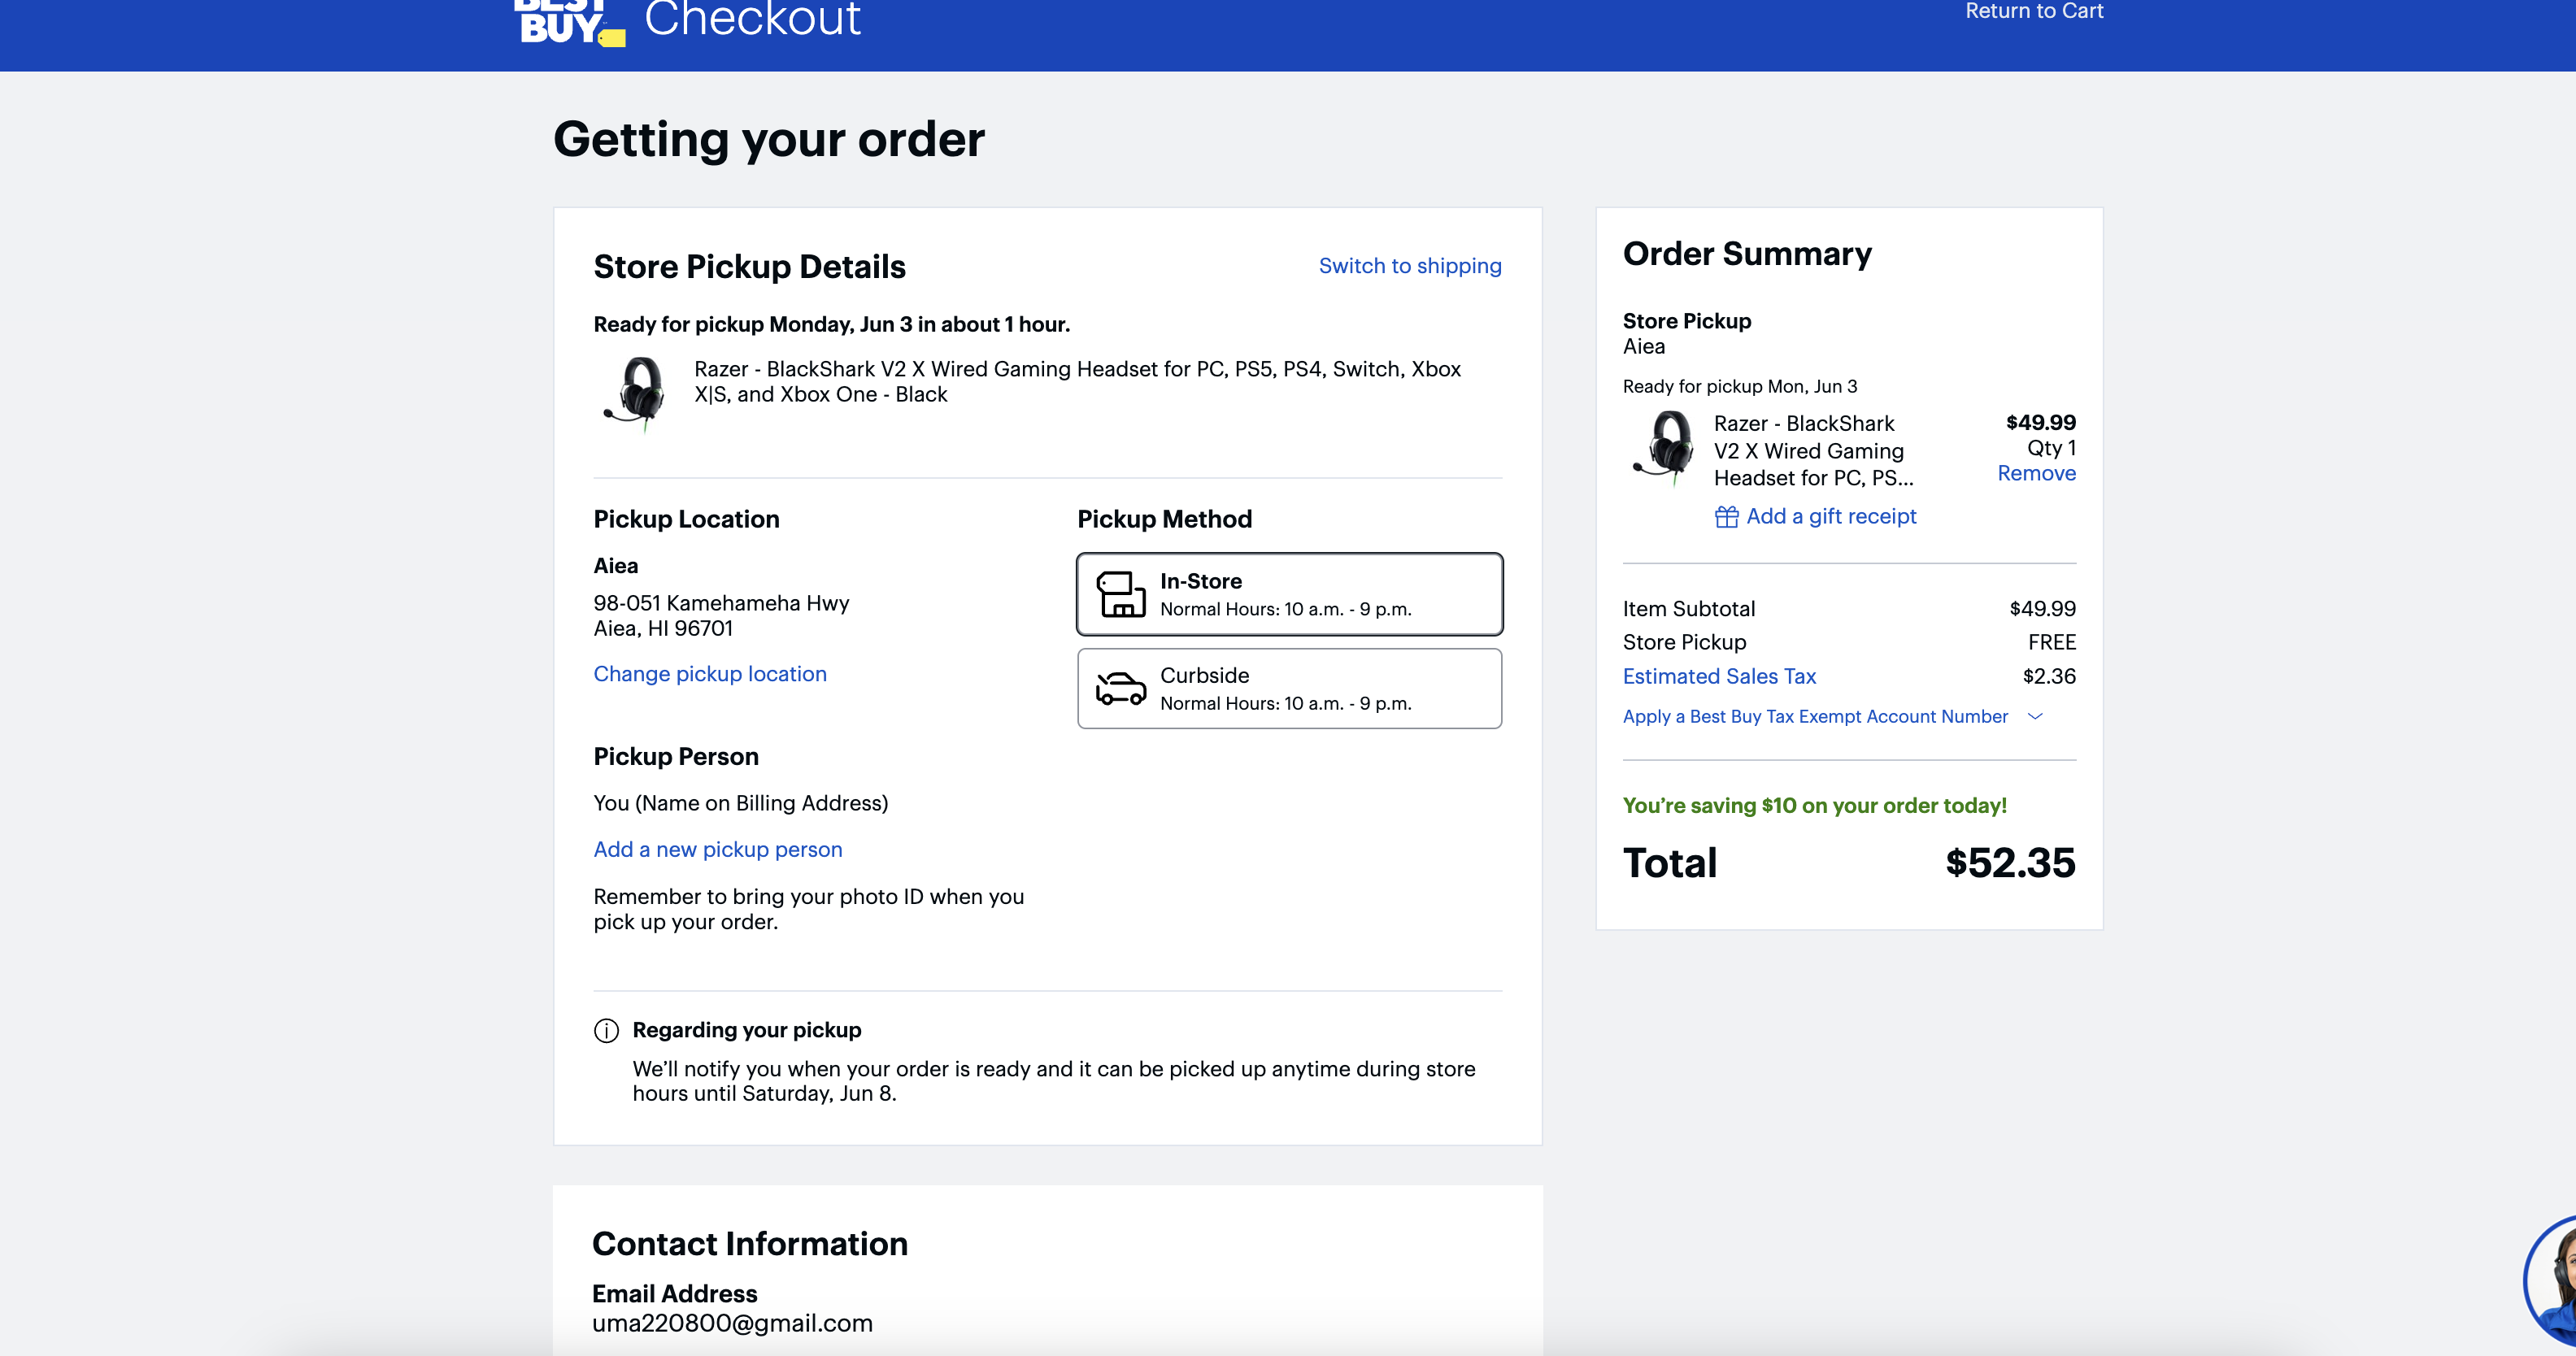 BEST
BUY
Checkout
Return to Cart
Getting your order
Store Pickup Details
Switch to shipping
Ready for pickup Monday, Jun 3 in about 1 hour.
Razer - BlackShark V2 X Wired Gaming Headset for PC, PS5, PS4, Switch, Xbox
X|S, and Xbox One - Black
Pickup Location
Aiea
98-051 Kamehameha Hwy
Aiea, HI 96701
Change pickup location
Pickup Method
In-Store
Normal Hours: 10 a.m. - 9 p.m.
Curbside
Normal Hours: 10 a.m. - 9 p.m.
Pickup Person
You (Name on Billing Address)
Add a new pickup person
Remember to bring your photo ID when you
pick up your order.
Regarding your pickup
We’ll notify you when your order is ready and it can be picked up anytime during store
hours until Saturday, Jun 8.
Contact Information
Email Address
uma220800@gmail.com
Order Summary
Store Pickup
Aiea
Ready for pickup Mon, Jun 3
Razer - BlackShark
V2 X Wired Gaming
Headset for PC, PS...
$49.99
Qty 1
Remove
Add a gift receipt
Item Subtotal $49.99
Store Pickup FREE
Estimated Sales Tax $2.36
Apply a Best Buy Tax Exempt Account Number
You’re saving $10 on your order today!
Total $52.35